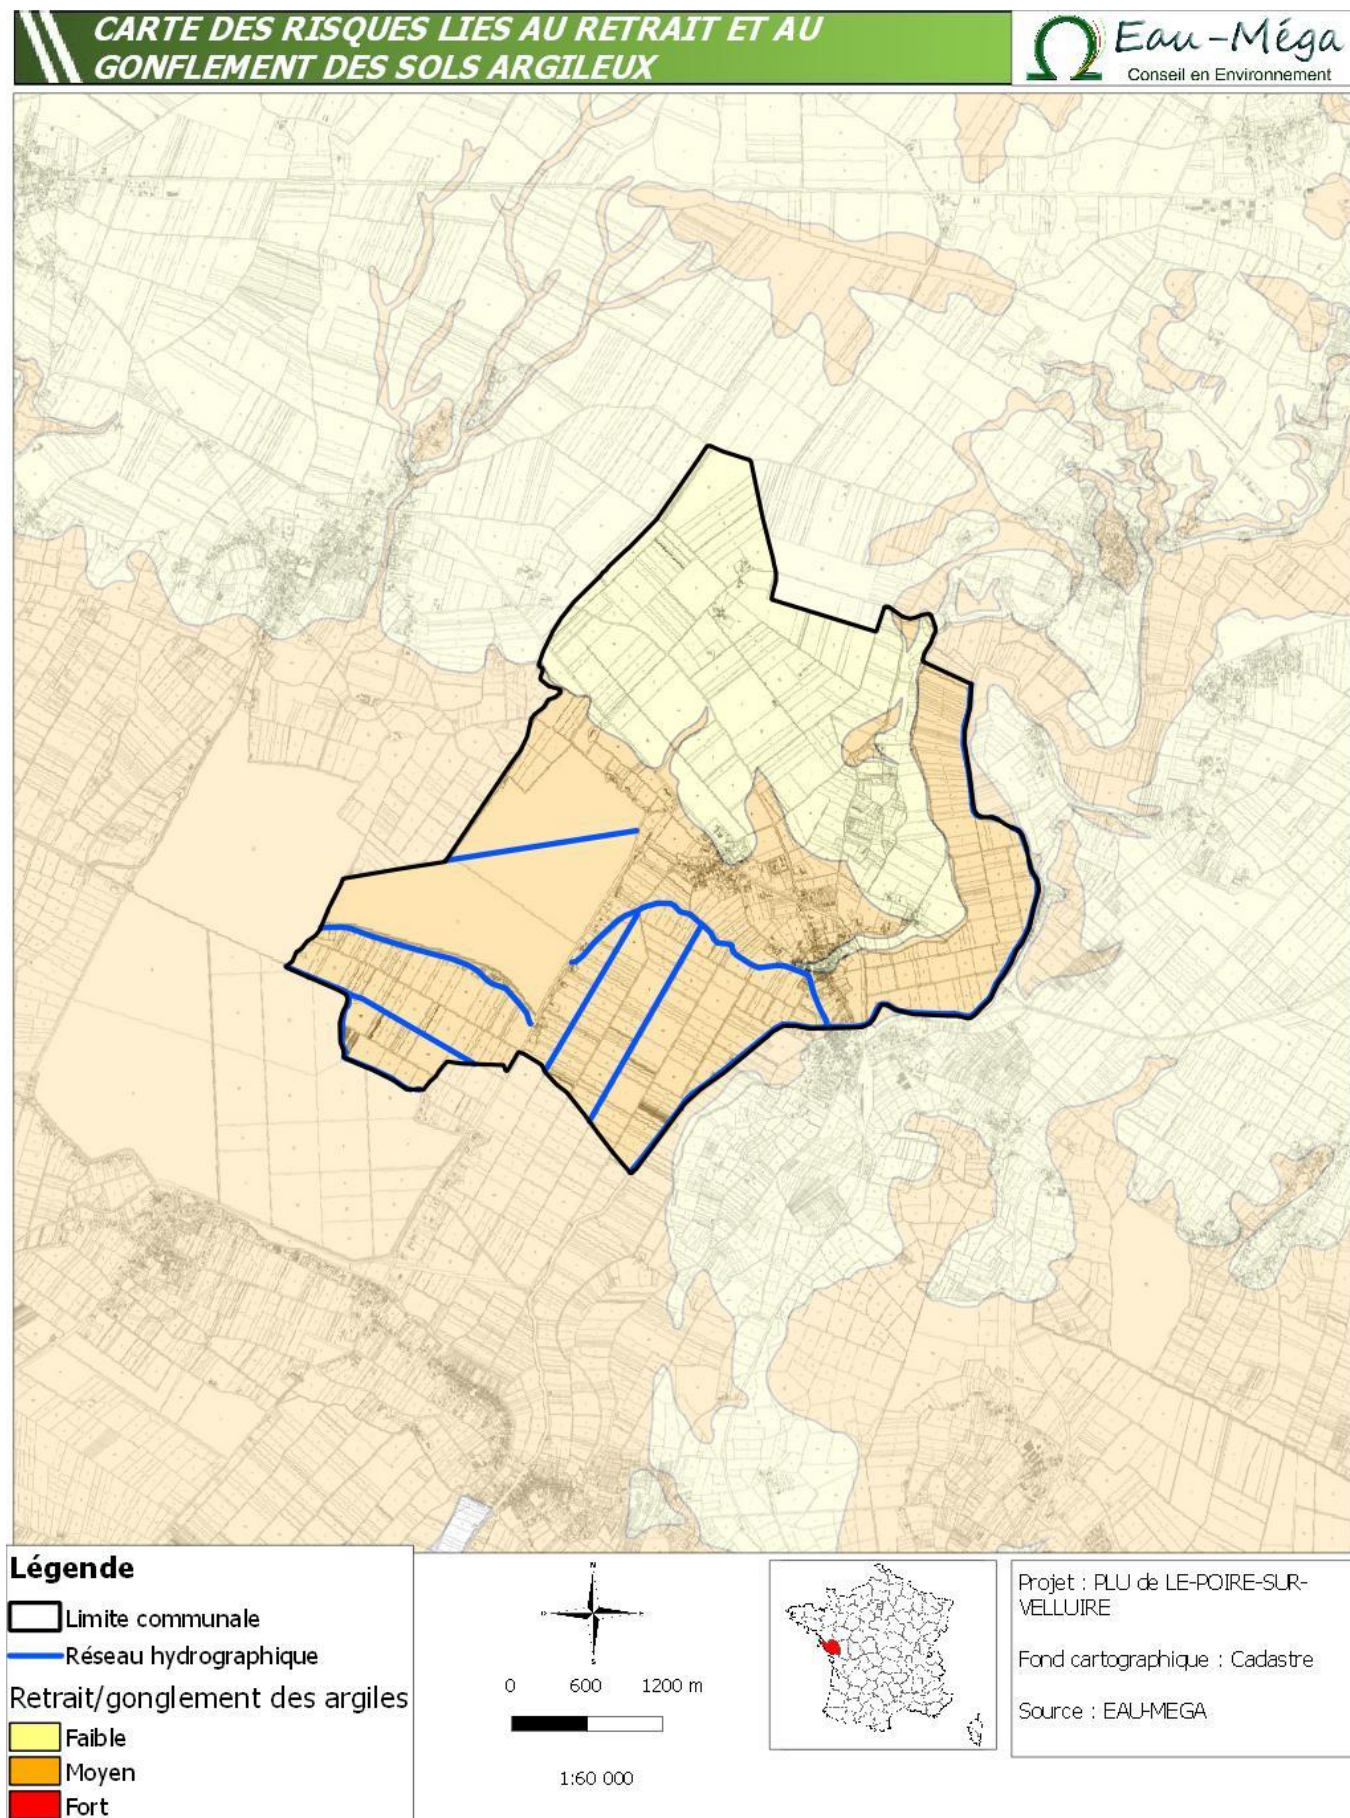 CARTE DES RISQUES LIES AU RETRAIT ET AU
GONFLEMENT DES SOLS ARGILEUX
Eau-Méga
Conseil en Environnement
Légende
Limite communale
Réseau hydrographique
Retrait/gonglement des argiles
Faible
Moyen
Fort
N
0 600 1200 m
1:60 000
Projet : PLU de LE-POIRE-SUR-
VELLUIRE
Fond cartographique : Cadastre
Source : EAU-MEGA